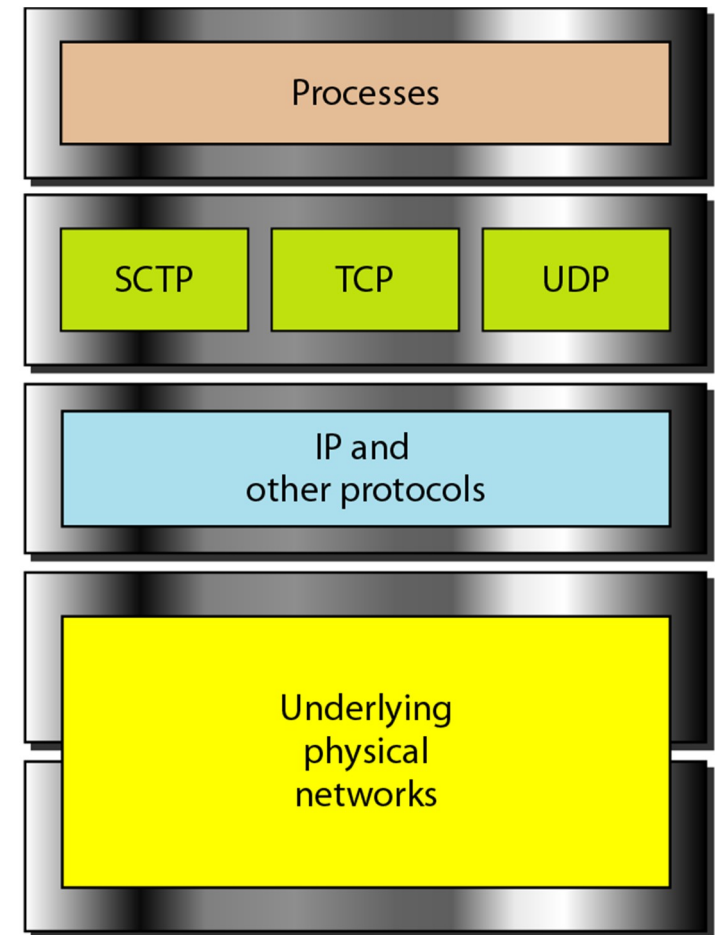 Processes
SCTP TCP UDP
IP and
other protocols
Underlying
physical
networks